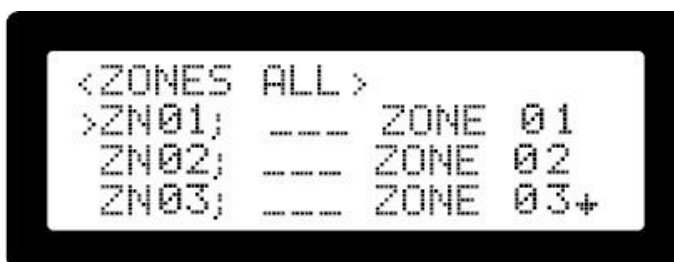 <ZONES ALL>
>ZN01; ___ ZONE 01
ZN02; ___ ZONE 02
ZN03; ___ ZONE 03↓